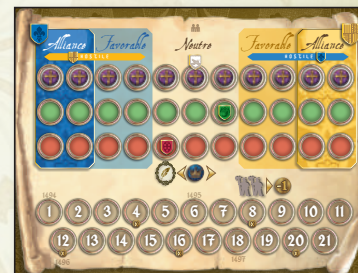 Alliance Favorable Neutre Favorable Alliance
HOSTILE HOSTILE
-1
1494 1495
1 2 3 4 5 6 7 8 9 10 11
12 13 14 15 16 17 18 19 20 21
1496 1497